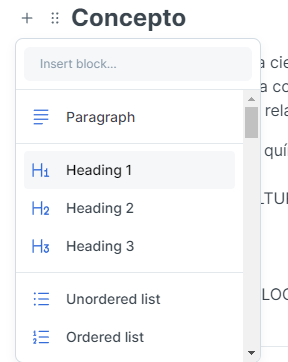 Concepto
Insert block...
Paragraph
Heading 1
Heading 2
Heading 3
Unordered list
Ordered list